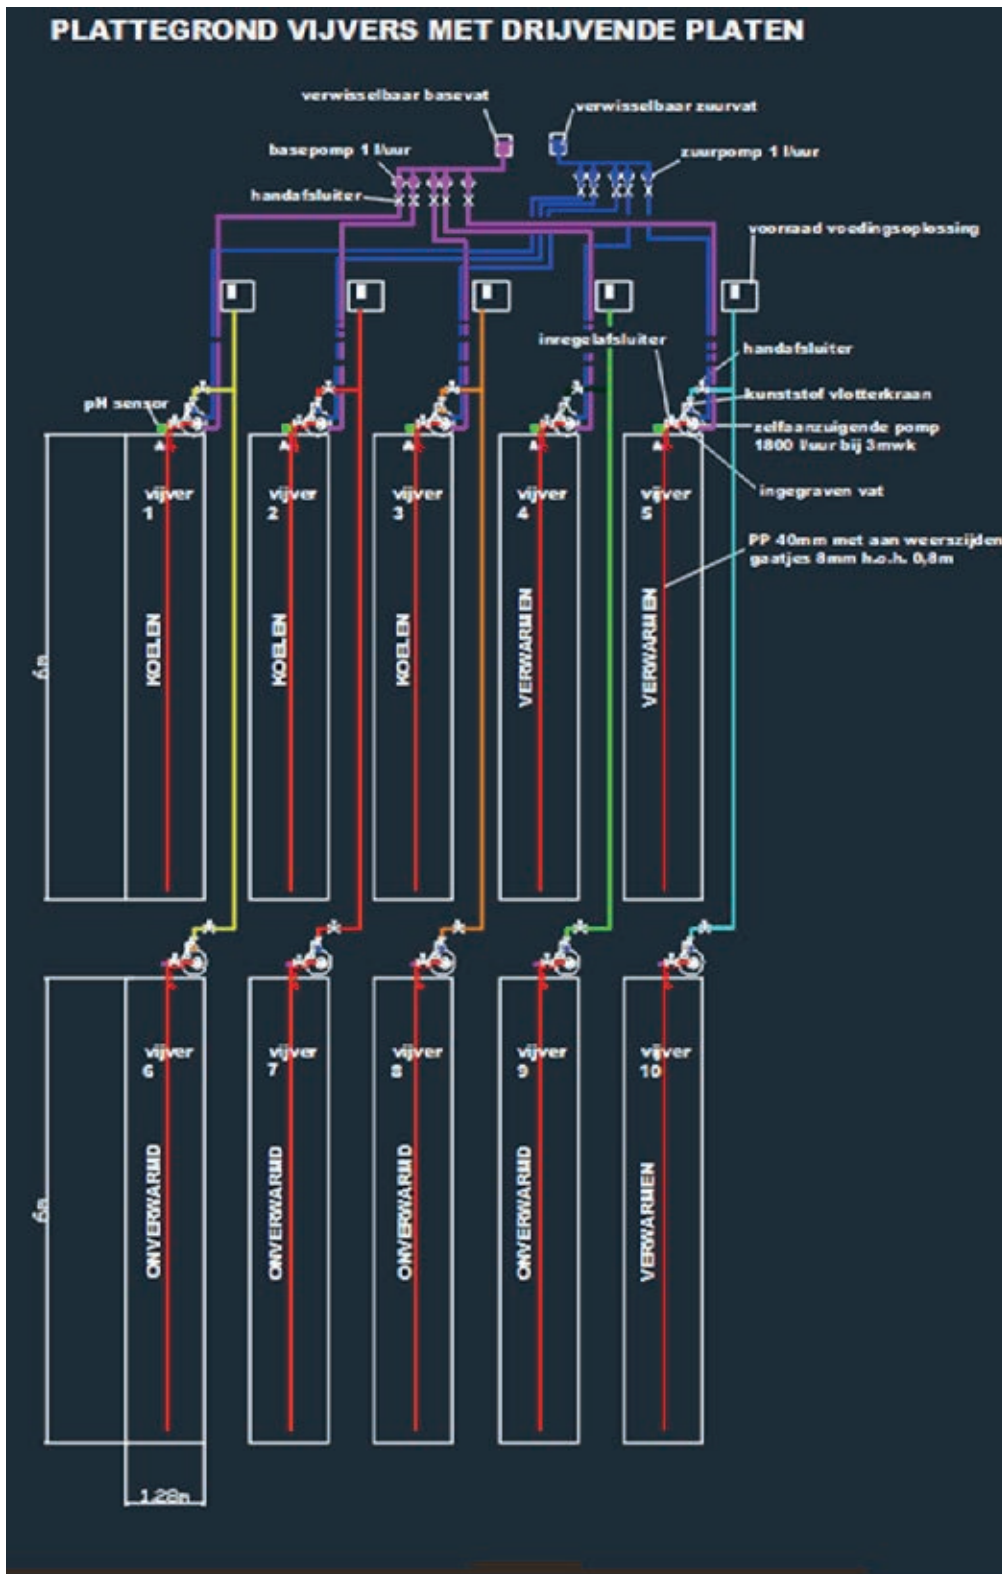 PLATTEGROND VIJVERS MET DRIJVENDE PLATEN
verwisselbaar basevat
verwisselbaar zuurvat
basepomp 1 l/uur
zuurpomp 1 l/uur
handafsluiter
voorraad voedingsoplossing
inregelafsluiter
handafsluiter
kunststof vlotterkraan
pH sensor
zelfaanzuigende pomp
1800 l/uur bij 3mwk
ingegraven vat
vijver
1
vijver
2
vijver
3
vijver
4
vijver
5
PP 40mm met aan weerszijden
gaatjes 8mm h.o.h. 0,8m
KOELEN
KOELEN
KOELEN
VERWARMEN
VERWARMEN
6m
vijver
6
vijver
7
vijver
8
vijver
9
vijver
10
ONVERWARMD
ONVERWARMD
ONVERWARMD
ONVERWARMD
VERWARMEN
6m
1.28m